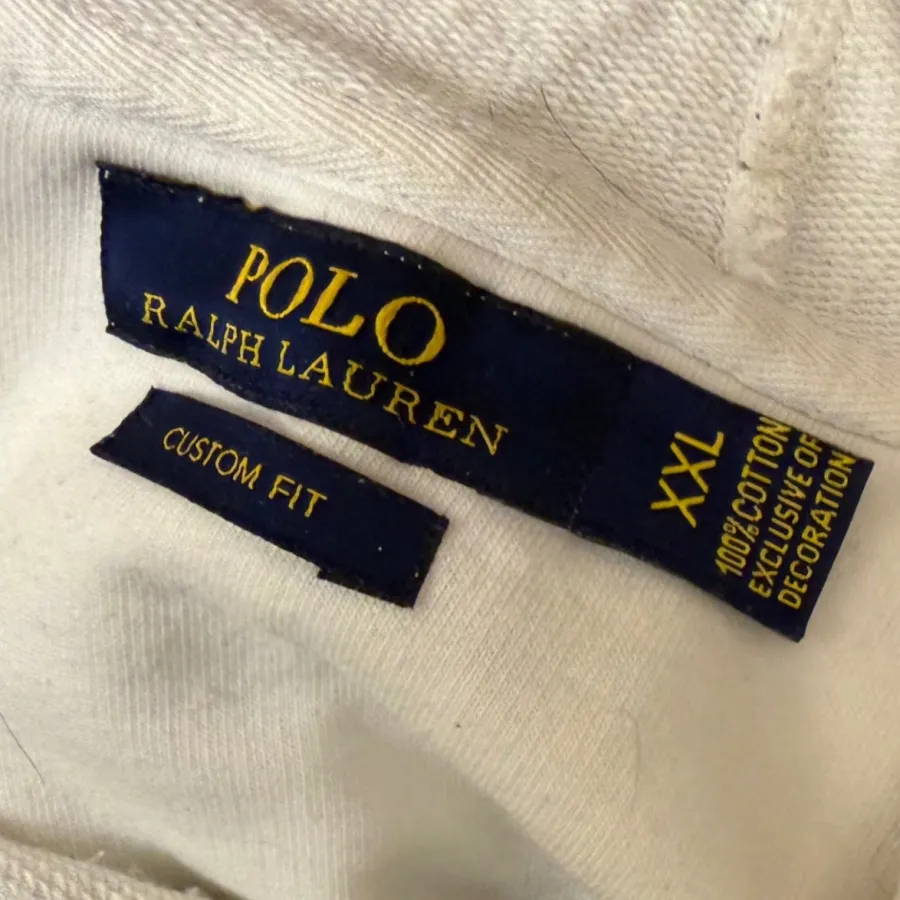 POLO
RALPH LAUREN
CUSTOM FIT
XXL
100% COTTON
EXCLUSIVE OF
DECORATION